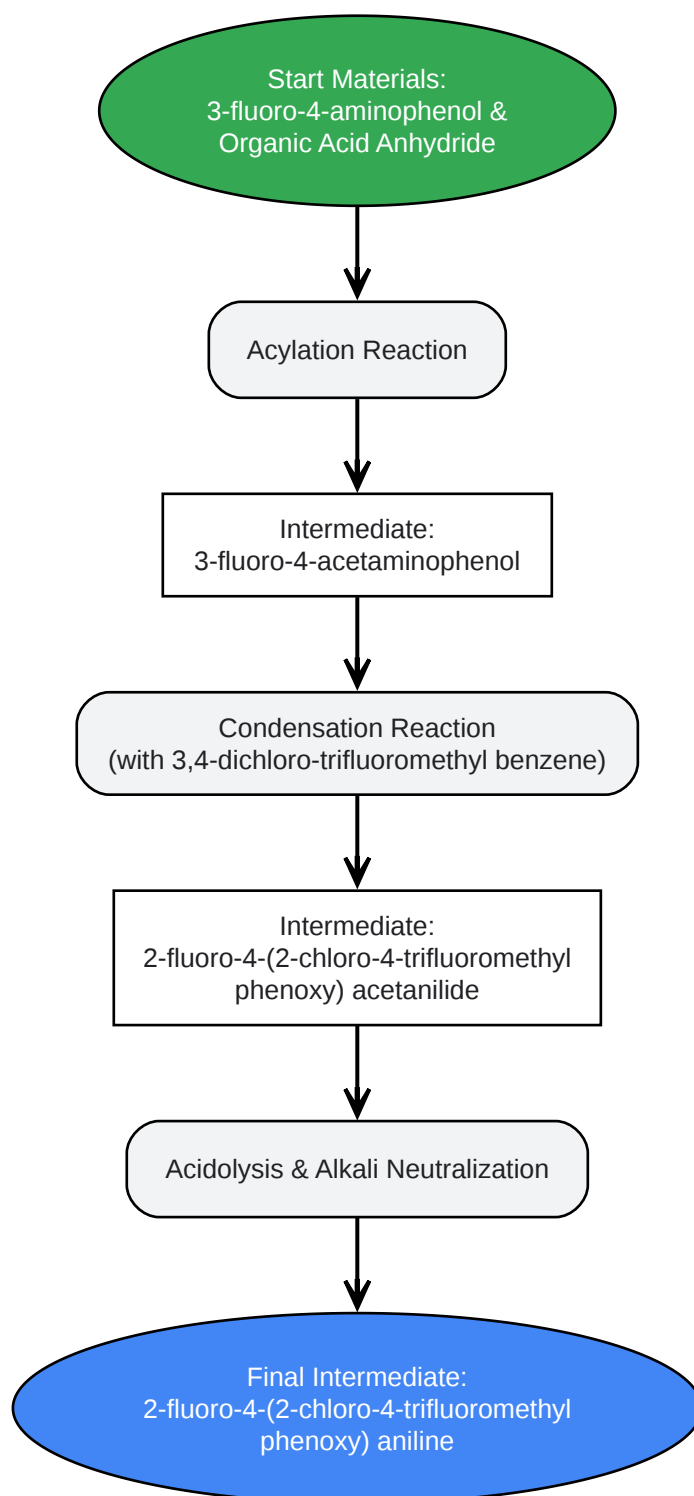 Start Materials:
3-fluoro-4-aminophenol &
Organic Acid Anhydride
Acylation Reaction
Intermediate:
3-fluoro-4-acetaminophenol
Condensation Reaction
(with 3,4-dichloro-trifluoromethyl benzene)
Intermediate:
2-fluoro-4-(2-chloro-4-trifluoromethyl
phenoxy) acetanilide
Acidolysis & Alkali Neutralization
Final Intermediate:
2-fluoro-4-(2-chloro-4-trifluoromethyl
phenoxy) aniline